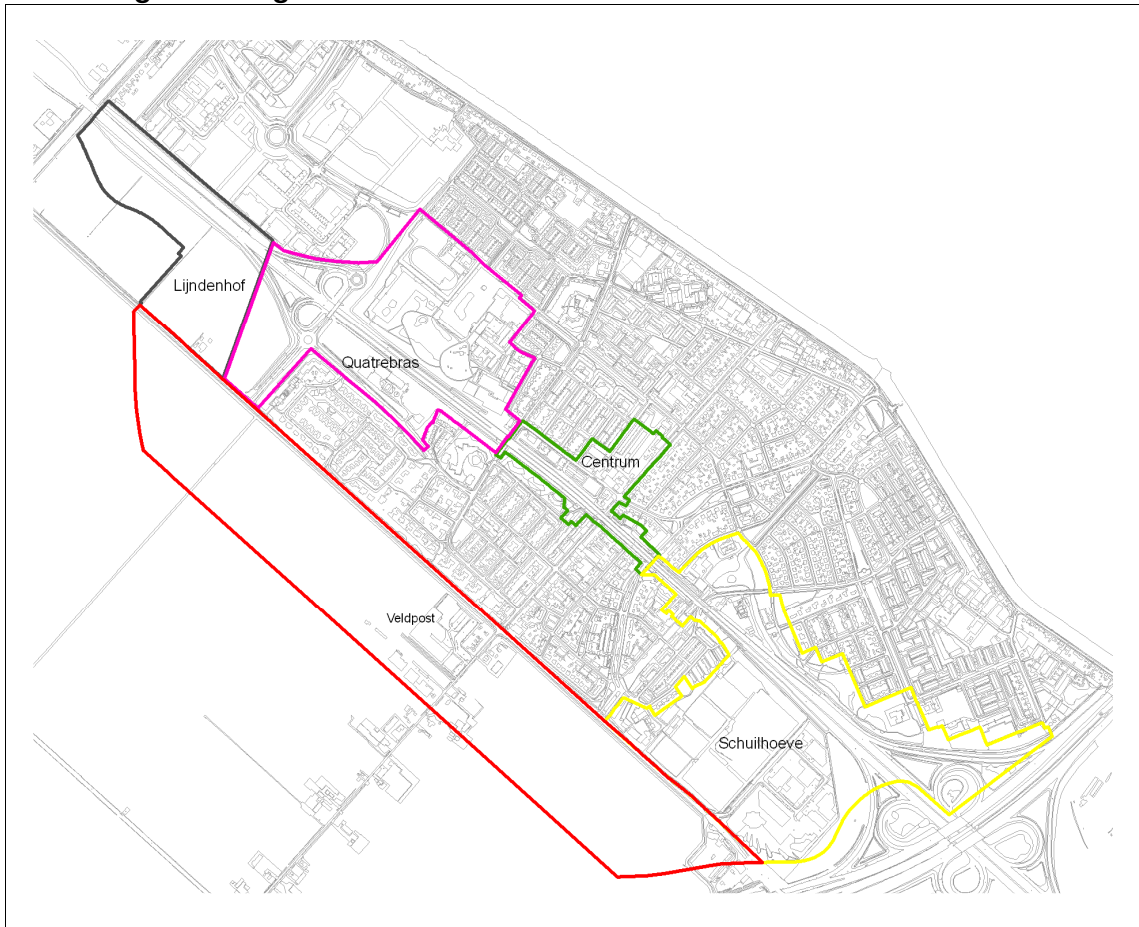 Lijndenhof
Quatrebras
Centrum
Veldpost
Schuilhoeve